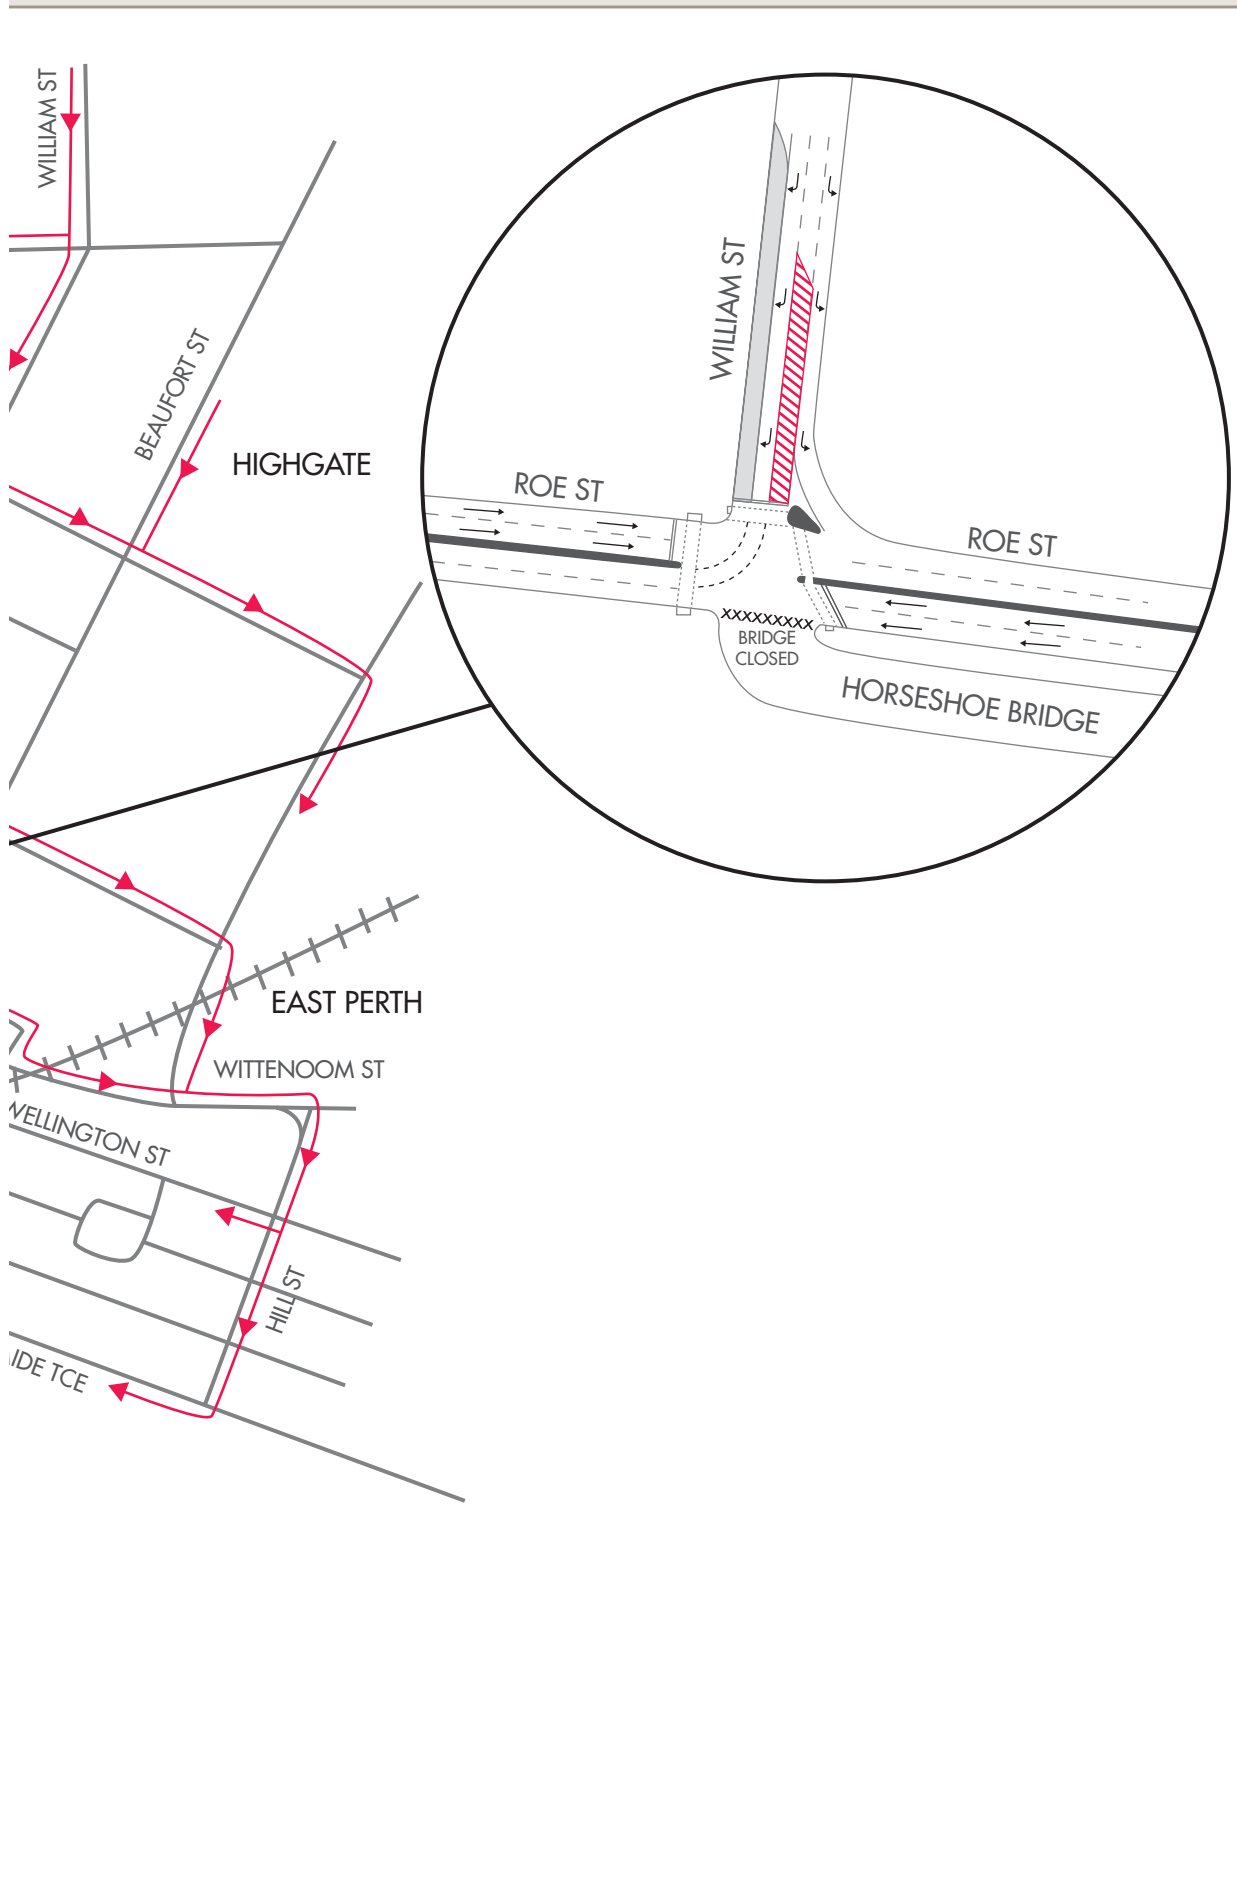 WILLIAM ST
BEAUFORT ST
HIGHGATE
WILLIAM ST
ROE ST
ROE ST
XXXXXXXXX
BRIDGE
CLOSED
HORSESHOE BRIDGE
EAST PERTH
WITTENOOM ST
WELLINGTON ST
HILL ST
IDE TCE